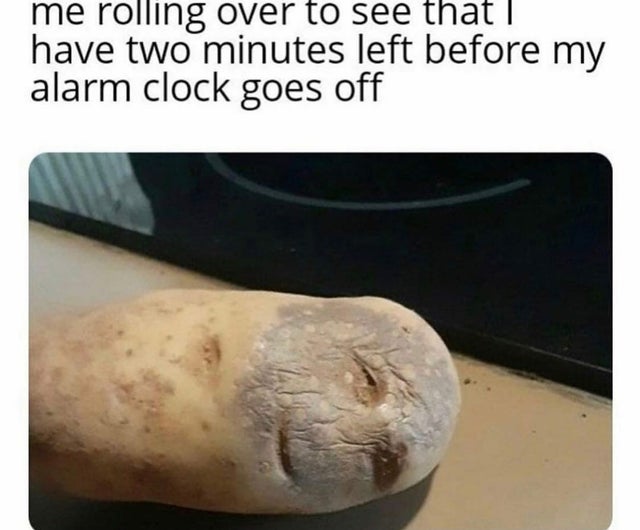 me rolling over to see that I
have two minutes left before my
alarm clock goes off